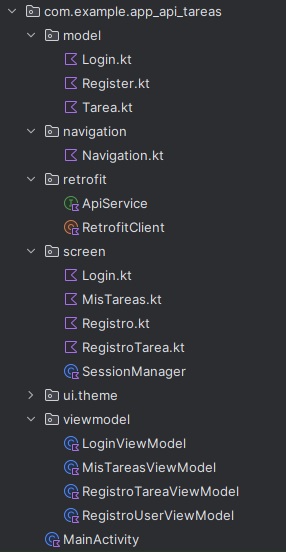 com.example.app_api_tareas
model
Login.kt
Register.kt
Tarea.kt
navigation
Navigation.kt
retrofit
ApiService
RetrofitClient
screen
Login.kt
MisTareas.kt
Registro.kt
RegistroTarea.kt
SessionManager
ui.theme
viewmodel
LoginViewModel
MisTareasViewModel
RegistroTareaViewModel
RegistroUserViewModel
MainActivity